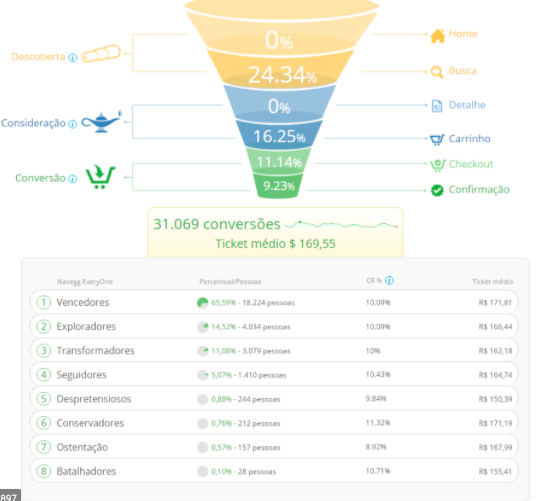 0%
Home
Descoberta
24.34%
Busca
0%
Detalhe
Consideração
16.25%
Carrinho
11.14%
Checkout
Conversão
9.23%
Confirmação
31.069 conversões
Ticket médio $ 169,55
Navegg EveryOne Percentual/Pessoas CR % Ticket médio
1 Vencedores 65,59% - 18.224 pessoas 10.09% R$ 171,81
2 Exploradores 14,52% - 4.034 pessoas 10.09% R$ 166,44
3 Transformadores 11,08% - 3.079 pessoas 10% R$ 162,18
4 Seguidores 5,07% - 1.410 pessoas 10.43% R$ 164,74
5 Despretensiosos 0,88% - 244 pessoas 9.84% R$ 150,39
6 Conservadores 0,76% - 212 pessoas 11.32% R$ 171,19
7 Ostentação 0,57% - 157 pessoas 8.92% R$ 167,99
8 Batalhadores 0,10% - 28 pessoas 10.71% R$ 155,41
897